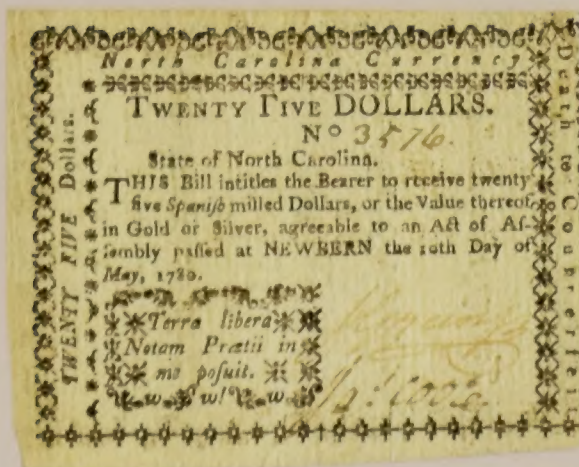 North Carolina Currency
TWENTY FIVE DOLLARS.
No 3576.
State of North Carolina.
THIS Bill intitles the Bearer to receive twenty
five Spaniſh milled Dollars, or the Value thereof
in Gold or Silver, agreeable to an Act of Aſ-
ſembly paſſed at NEWBERN the 10th Day of
May, 1780.
Terra libera
Notam Prætii in
me poſuit.
w w! w
TWENTY FIVE Dollars.
Death to Counterfeit